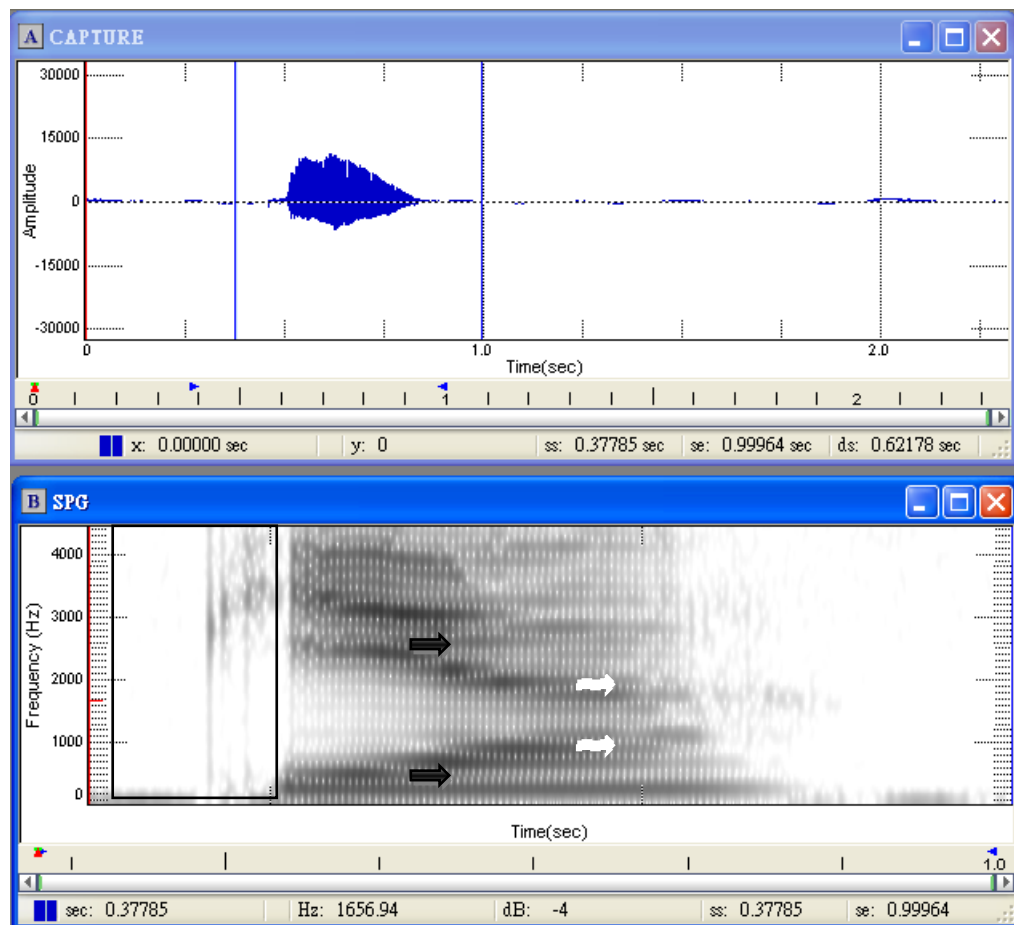 A CAPTURE
30000
15000
0
-15000
-30000
Amplitude
0 1.0 2.0
Time(sec)
0 1 2
x: 0.00000 sec y: 0 ss: 0.37785 sec se: 0.99964 sec ds: 0.62178 sec
B SPG
4000
3000
2000
1000
0
Frequency (Hz)
Time(sec)
1.0
sec: 0.37785 Hz: 1656.94 dB: -4 ss: 0.37785 se: 0.99964